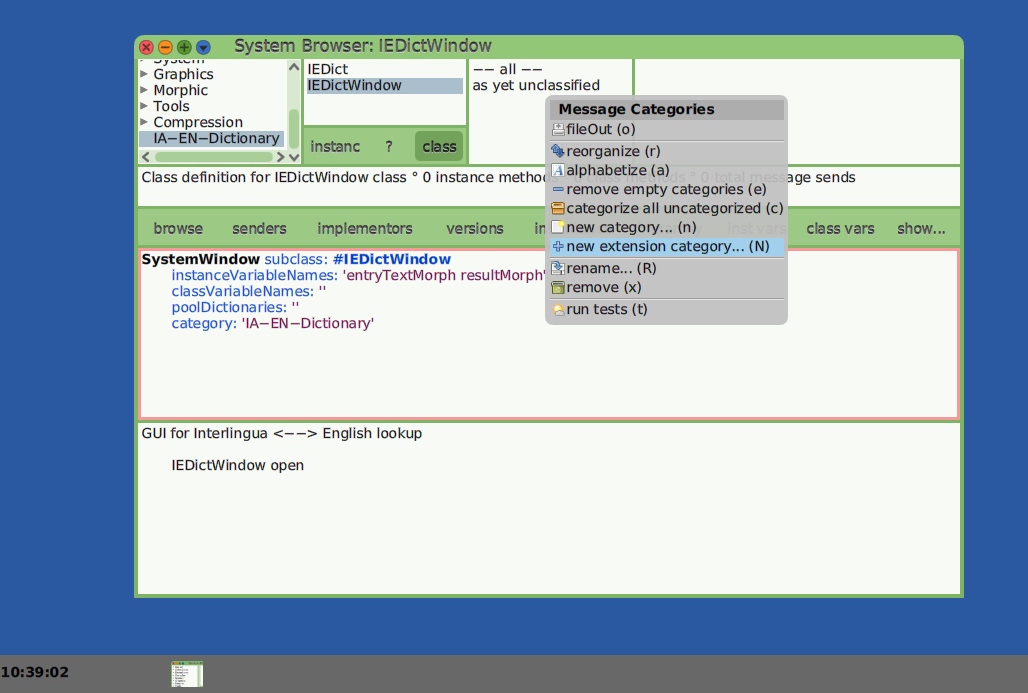 System Browser: IEDictWindow
System
Graphics
Morphic
Tools
Compression
IA−EN−Dictionary
IEDict
IEDictWindow
instanc ? class
−− all −−
as yet unclassified
Class definition for IEDictWindow class ° 0 instance methods ° 0 class methods ° 0 total message sends
browse senders implementors versions in inst vars class vars show...
Message Categories
fileOut (o)
reorganize (r)
alphabetize (a)
remove empty categories (e)
categorize all uncategorized (c)
new category... (n)
new extension category... (N)
rename... (R)
remove (x)
run tests (t)
SystemWindow subclass: #IEDictWindow
instanceVariableNames: 'entryTextMorph resultMorph'
classVariableNames: ''
poolDictionaries: ''
category: 'IA−EN−Dictionary'
GUI for Interlingua <−−> English lookup
IEDictWindow open
10:39:02